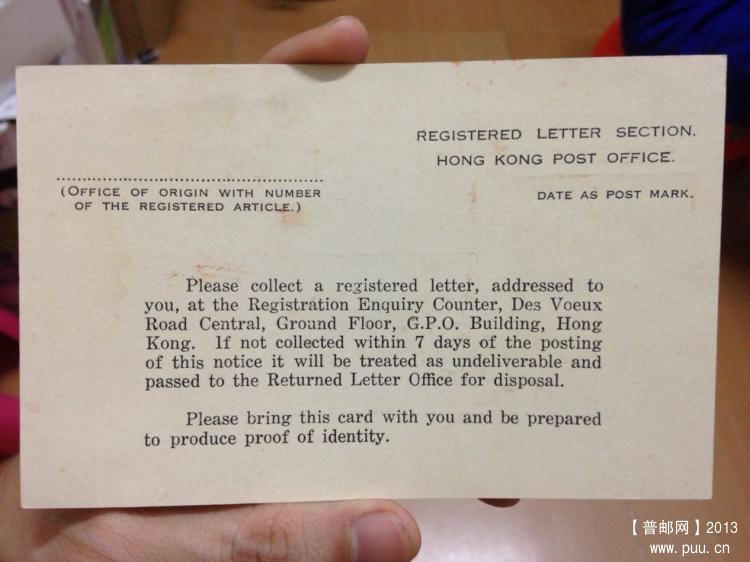 REGISTERED LETTER SECTION.
HONG KONG POST OFFICE.
DATE AS POST MARK.
(OFFICE OF ORIGIN WITH NUMBER
OF THE REGISTERED ARTICLE.)
Please collect a registered letter, addressed to
you, at the Registration Enquiry Counter, Des Voeux
Road Central, Ground Floor, G.P.O. Building, Hong
Kong. If not collected within 7 days of the posting
of this notice it will be treated as undeliverable and
passed to the Returned Letter Office for disposal.
Please bring this card with you and be prepared
to produce proof of identity.
【普邮网】2013
www.puu.cn